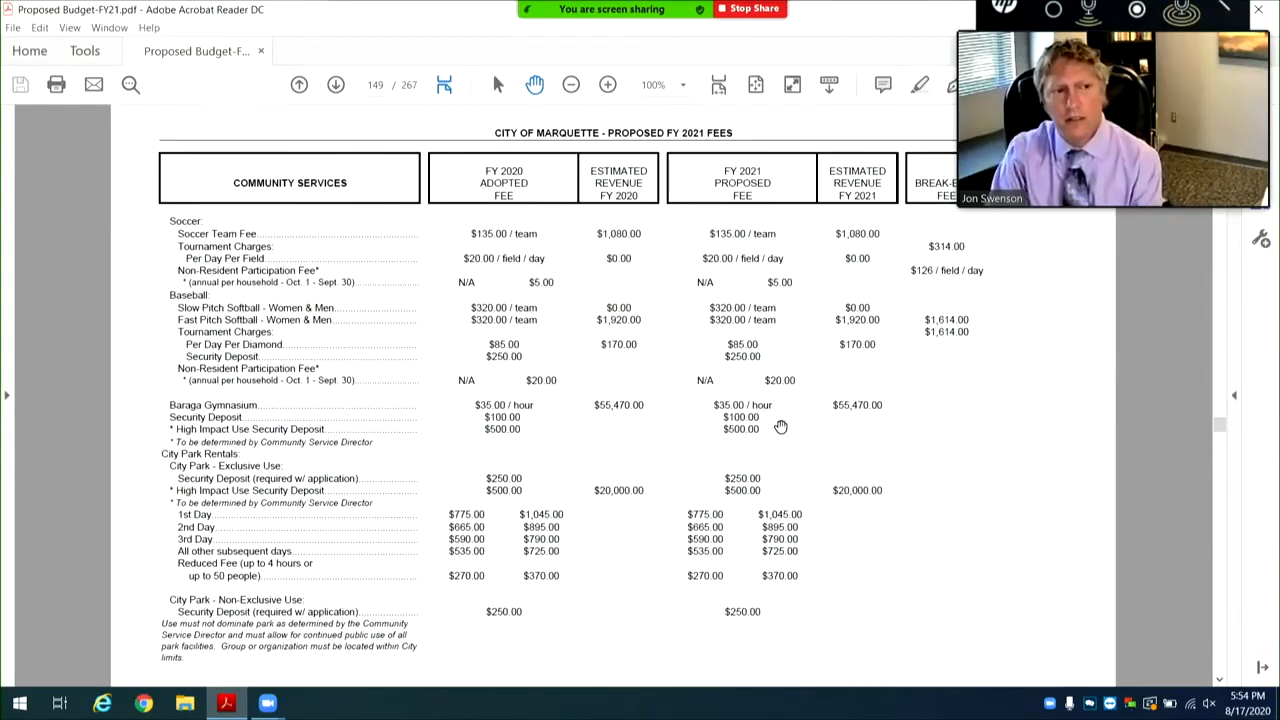 Proposed Budget-FY21.pdf - Adobe Acrobat Reader DC
You are screen sharing
Stop Share
File Edit View Window Help
Home Tools Proposed Budget-F... ×
149 / 267 100%
Jon Swenson
CITY OF MARQUETTE - PROPOSED FY 2021 FEES
COMMUNITY SERVICES
FY 2020 ADOPTED FEE
ESTIMATED REVENUE FY 2020
FY 2021 PROPOSED FEE
ESTIMATED REVENUE FY 2021
Soccer:
Soccer Team Fee $135.00 / team $1,080.00 $135.00 / team $1,080.00
Tournament Charges: $314.00
Per Day Per Field $20.00 / field / day $0.00 $20.00 / field / day $0.00
Non-Resident Participation Fee* $126 / field / day
* (annual per household - Oct. 1 - Sept. 30) N/A $5.00 N/A $5.00
Baseball:
Slow Pitch Softball - Women & Men $320.00 / team $0.00 $320.00 / team $0.00
Fast Pitch Softball - Women & Men $320.00 / team $1,920.00 $320.00 / team $1,920.00 $1,614.00
Tournament Charges: $1,614.00
Per Day Per Diamond $85.00 $170.00 $85.00 $170.00
Security Deposit $250.00 $250.00
Non-Resident Participation Fee*
* (annual per household - Oct. 1 - Sept. 30) N/A $20.00 N/A $20.00
Baraga Gymnasium $35.00 / hour $55,470.00 $35.00 / hour $55,470.00
Security Deposit $100.00 $100.00
* High Impact Use Security Deposit $500.00 $500.00
* To be determined by Community Service Director
City Park Rentals:
City Park - Exclusive Use:
Security Deposit (required w/ application) $250.00 $250.00
* High Impact Use Security Deposit $500.00 $20,000.00 $500.00 $20,000.00
* To be determined by Community Service Director
1st Day $775.00 $1,045.00 $775.00 $1,045.00
2nd Day $665.00 $895.00 $665.00 $895.00
3rd Day $590.00 $790.00 $590.00 $790.00
All other subsequent days $535.00 $725.00 $535.00 $725.00
Reduced Fee (up to 4 hours or
up to 50 people) $270.00 $370.00 $270.00 $370.00
City Park - Non-Exclusive Use:
Security Deposit (required w/ application) $250.00 $250.00
Use must not dominate park as determined by the Community
Service Director and must allow for continued public use of all
park facilities. Group or organization must be located within City
limits.
5:54 PM
8/17/2020